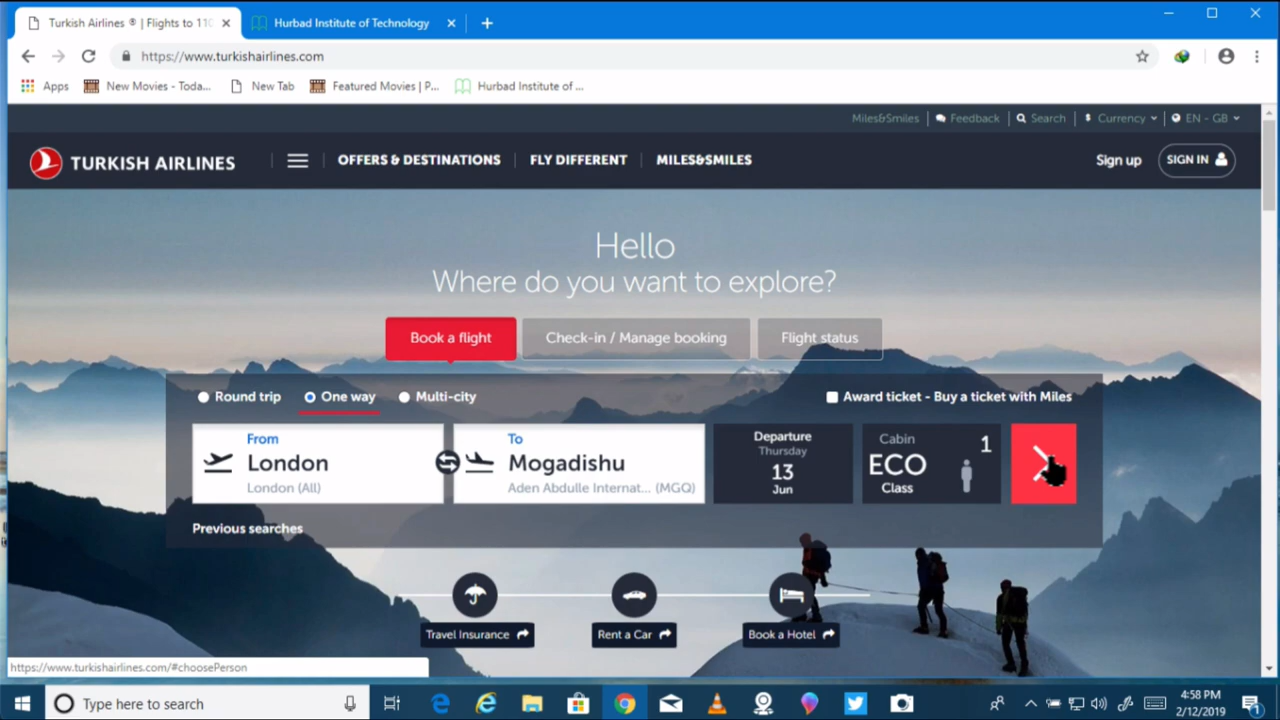 Turkish Airlines ® | Flights to 110
Hurbad Institute of Technology
https://www.turkishairlines.com
Apps
New Movies - Toda...
New Tab
Featured Movies | P...
Hurbad Institute of ...
Miles&Smiles
Feedback
Search
Currency
EN - GB
TURKISH AIRLINES
OFFERS & DESTINATIONS
FLY DIFFERENT
MILES&SMILES
Sign up
SIGN IN
Hello
Where do you want to explore?
Book a flight
Check-in / Manage booking
Flight status
Round trip
One way
Multi-city
Award ticket - Buy a ticket with Miles
From
London
London (All)
To
Mogadishu
Aden Abdulle Internat... (MGQ)
Departure
Thursday
13
Jun
Cabin
1
ECO
Class
Previous searches
Travel Insurance
Rent a Car
Book a Hotel
https://www.turkishairlines.com/#choosePerson
Type here to search
4:58 PM
2/12/2019
1